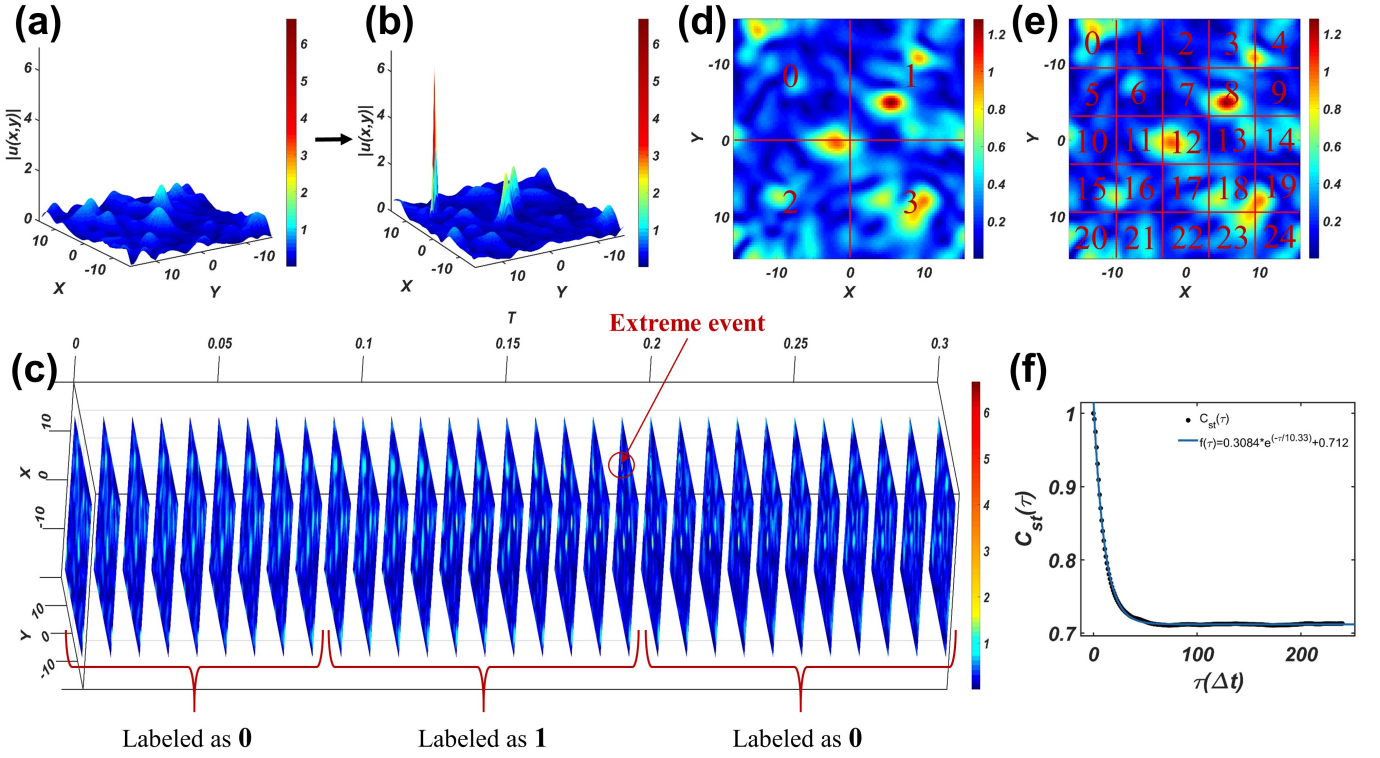 (a)
|u(x,y)|
6
4
2
0
10
0
-10
X
10
0
-10
Y
6
5
4
3
2
1
(b)
|u(x,y)|
6
4
2
0
10
0
-10
X
10
0
-10
Y
6
5
4
3
2
1
(d)
Y
-10
0
10
0
1
2
3
-10
0
10
X
1.2
1
0.8
0.6
0.4
0.2
(e)
Y
-10
0
10
0 1 2 3 4
5 6 7 8 9
10 11 12 13 14
15 16 17 18 19
20 21 22 23 24
-10
0
10
X
1.2
1
0.8
0.6
0.4
0.2
(c)
T
0 0.05 0.1 0.15 0.2 0.25 0.3
Extreme event
10
X
0
-10
10
Y
0
-10
6
5
4
3
2
1
Labeled as 0
Labeled as 1
Labeled as 0
(f)
C_st(τ)
1
0.9
0.8
0.7
C_st(τ)
f(τ)=0.3084*e^(-τ/10.33)+0.712
0 100 200
τ(Δt)